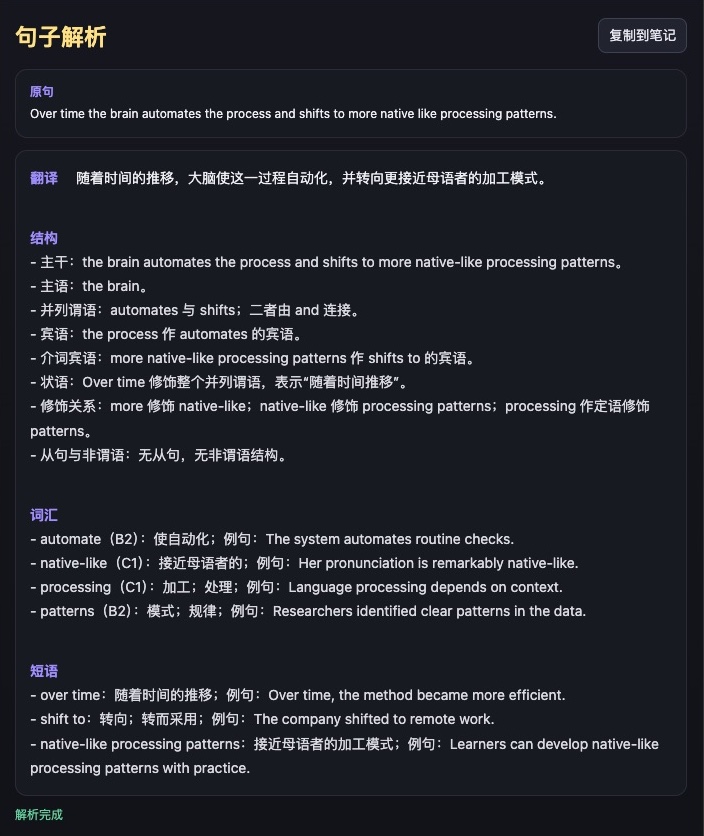 句子解析
复制到笔记
原句
Over time the brain automates the process and shifts to more native like processing patterns.
翻译 随着时间的推移，大脑使这一过程自动化，并转向更接近母语者的加工模式。
结构
- 主干：the brain automates the process and shifts to more native-like processing patterns。
- 主语：the brain。
- 并列谓语：automates 与 shifts；二者由 and 连接。
- 宾语：the process 作 automates 的宾语。
- 介词宾语：more native-like processing patterns 作 shifts to 的宾语。
- 状语：Over time 修饰整个并列谓语，表示“随着时间推移”。
- 修饰关系：more 修饰 native-like；native-like 修饰 processing patterns；processing 作定语修饰
patterns。
- 从句与非谓语：无从句，无非谓语结构。
词汇
- automate（B2）：使自动化；例句：The system automates routine checks.
- native-like（C1）：接近母语者的；例句：Her pronunciation is remarkably native-like.
- processing（C1）：加工；处理；例句：Language processing depends on context.
- patterns（B2）：模式；规律；例句：Researchers identified clear patterns in the data.
短语
- over time：随着时间的推移；例句：Over time, the method became more efficient.
- shift to：转向；转而采用；例句：The company shifted to remote work.
- native-like processing patterns：接近母语者的加工模式；例句：Learners can develop native-like
processing patterns with practice.
解析完成